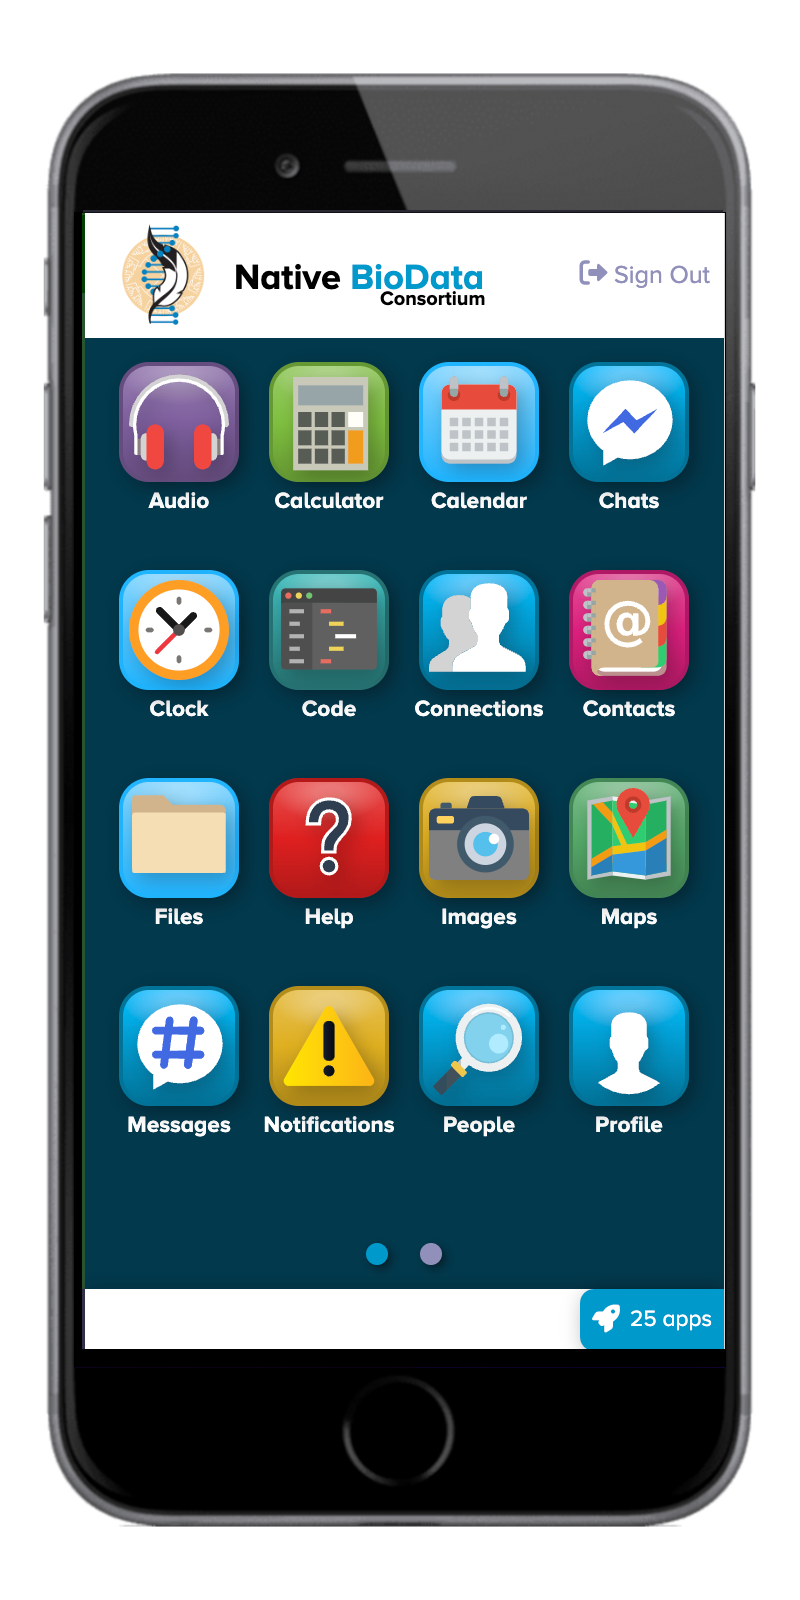 Native BioData
Consortium
Sign Out
Audio
Calculator
Calendar
Chats
Clock
Code
Connections
@
Contacts
Files
?
Help
Images
Maps
#
Messages
!
Notifications
People
Profile
25 apps